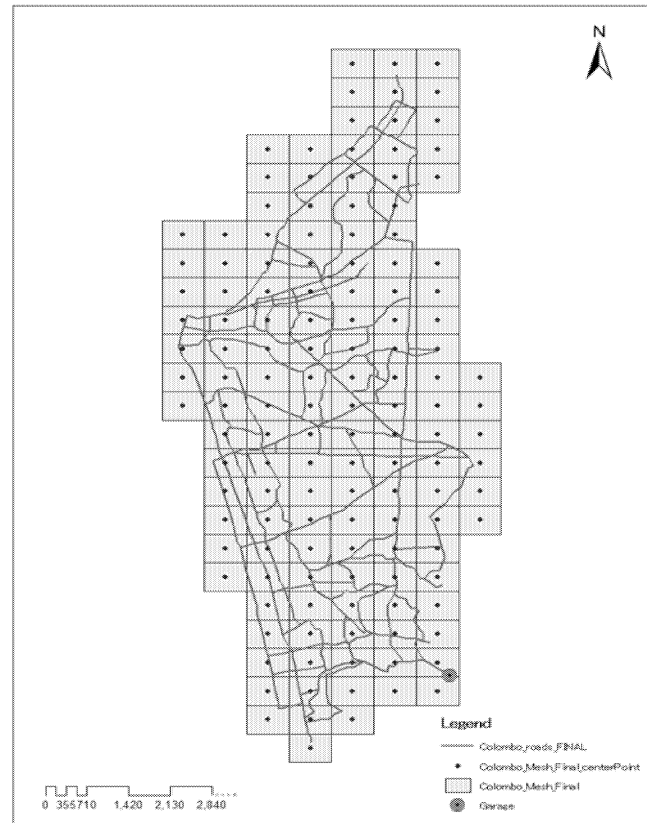 N
Legend
Colombo_roads_FINAL
Colombo_Mesh_Final_centerPoint
Colombo_Mesh_Final
Garage
0 355710 1,420 2,130 2,840